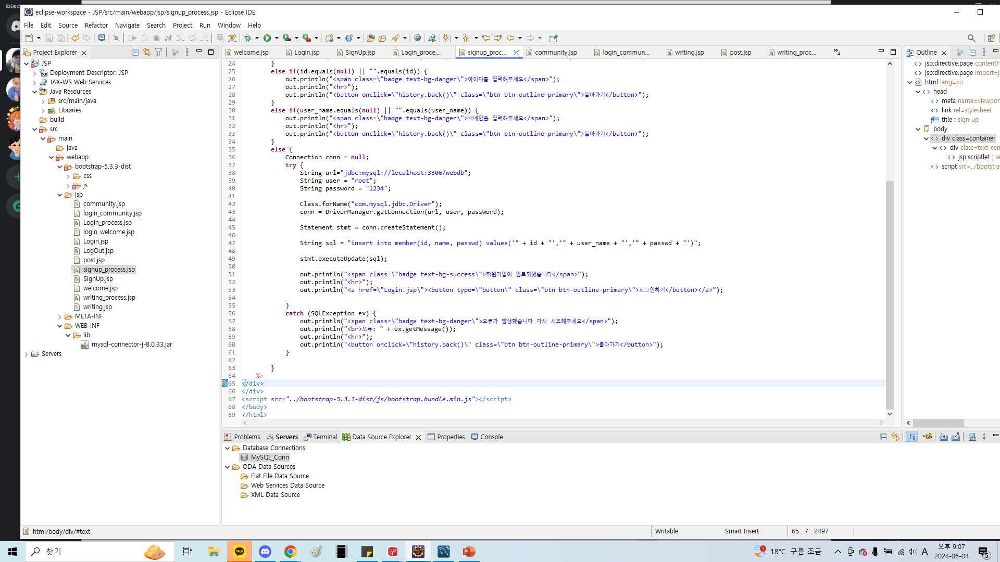 Disc
eclipse-workspace - JSP/src/main/webapp/jsp/signup_process.jsp - Eclipse IDE
File Edit Source Refactor Navigate Search Project Run Window Help
Project Explorer
JSP
Deployment Descriptor: JSP
JAX-WS Web Services
Java Resources
src/main/java
Libraries
build
src
main
java
webapp
bootstrap-5.3.3-dist
css
js
jsp
community.jsp
login_community.jsp
Login_process.jsp
login_welcome.jsp
Login.jsp
LogOut.jsp
post.jsp
signup_process.jsp
SignUp.jsp
welcome.jsp
writing_process.jsp
writing.jsp
META-INF
WEB-INF
lib
mysql-connector-j-8.0.33.jar
Servers
welcome.jsp Login.jsp SignUp.jsp Login_proce... signup_proc... community.jsp login_commun... writing.jsp post.jsp writing_proc... »4
24 }
25 else if(id.equals(null) || "".equals(id)) {
26 out.println("<span class=\"badge text-bg-danger\">아이디를 입력해주세요</span>");
27 out.println("<hr>");
28 out.println("<button onclick=\"history.back()\" class=\"btn btn-outline-primary\">돌아가기</button>");
29 }
30 else if(user_name.equals(null) || "".equals(user_name)) {
31 out.println("<span class=\"badge text-bg-danger\">닉네임을 입력해주세요</span>");
32 out.println("<hr>");
33 out.println("<button onclick=\"history.back()\" class=\"btn btn-outline-primary\">돌아가기</button>");
34 }
35 else {
36 Connection conn = null;
37 try {
38 String url="jdbc:mysql://localhost:3306/webdb";
39 String user = "root";
40 String password = "1234";
41
42 Class.forName("com.mysql.jdbc.Driver");
43 conn = DriverManager.getConnection(url, user, password);
44
45 Statement stmt = conn.createStatement();
46
47 String sql = "insert into member(id, name, passwd) values('" + id + "','" + user_name + "','" + passwd + "')";
48
49 stmt.executeUpdate(sql);
50
51 out.println("<span class=\"badge text-bg-success\">회원가입이 완료되었습니다</span>");
52 out.println("<hr>");
53 out.println("<a href=\"Login.jsp\"><button type=\"button\" class=\"btn btn-outline-primary\">로그인하기</button></a>");
54
55 }
56 catch (SQLException ex) {
57 out.println("<span class=\"badge text-bg-danger\">오류가 발생했습니다 다시 시도해주세요</span>");
58 out.println("<br>오류: " + ex.getMessage());
59 out.println("<hr>");
60 out.println("<button onclick=\"history.back()\" class=\"btn btn-outline-primary\">돌아가기</button>");
61 }
62
63 }
64 %>
65 </div>
66 </div>
67 <script src="../bootstrap-5.3.3-dist/js/bootstrap.bundle.min.js"></script>
68 </body>
69 </html>
Outline
jsp:directive.page contentT
jsp:directive.page import=j
html lang=ko
head
meta name=viewpor
link rel=stylesheet
title : sign up
body
div class=container
div class=text-cen
jsp:scriptlet : re
script src=../bootstra
Problems Servers Terminal Data Source Explorer Properties Console
Database Connections
MySQL_Conn
ODA Data Sources
Flat File Data Source
Web Services Data Source
XML Data Source
html/body/div/#text Writable Smart Insert 65 : 7 : 2497
찾기 TALK 18°C 구름 조금 A 오후 9:07
2024-06-04 5